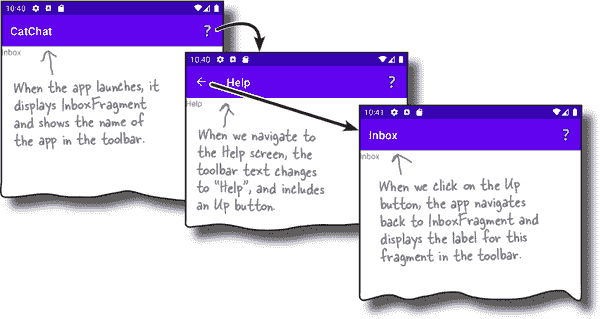 10:40
CatChat ?
Inbox
When the app launches, it
displays InboxFragment
and shows the name of
the app in the toolbar.
10:40
← Help ?
Help
When we navigate to
the Help screen, the
toolbar text changes
to "Help", and includes
an Up button.
10:41
Inbox ?
Inbox
When we click on the Up
button, the app navigates
back to InboxFragment and
displays the label for this
fragment in the toolbar.